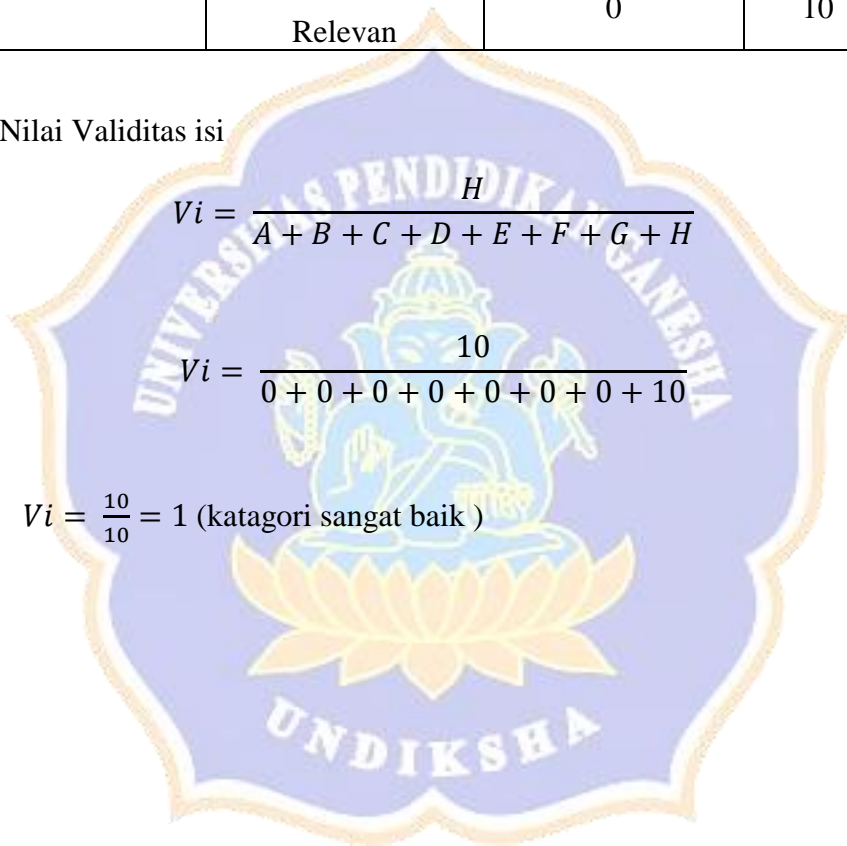 0 10
Relevan
Nilai Validitas isi
UNIVERSITAS PENDIDIKAN GANESHA
Vi = H / A + B + C + D + E + F + G + H
Vi = 10 / 0 + 0 + 0 + 0 + 0 + 0 + 0 + 10
Vi = 10/10 = 1 (katagori sangat baik )
UNDIKSHA